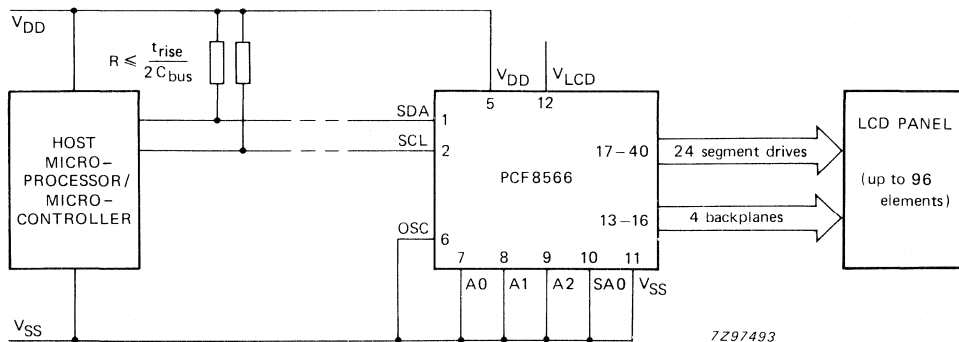 VDD
R ≤ trise
2 Cbus
VDD
VLCD
5
12
HOST
MICRO–
PROCESSOR/
MICRO–
CONTROLLER
SDA
1
SCL
2
PCF8566
17–40
24 segment drives
13–16
4 backplanes
LCD PANEL
(up to 96
elements)
OSC
6
7
8
9
10
11
A0
A1
A2
SA0
VSS
VSS
7Z97493